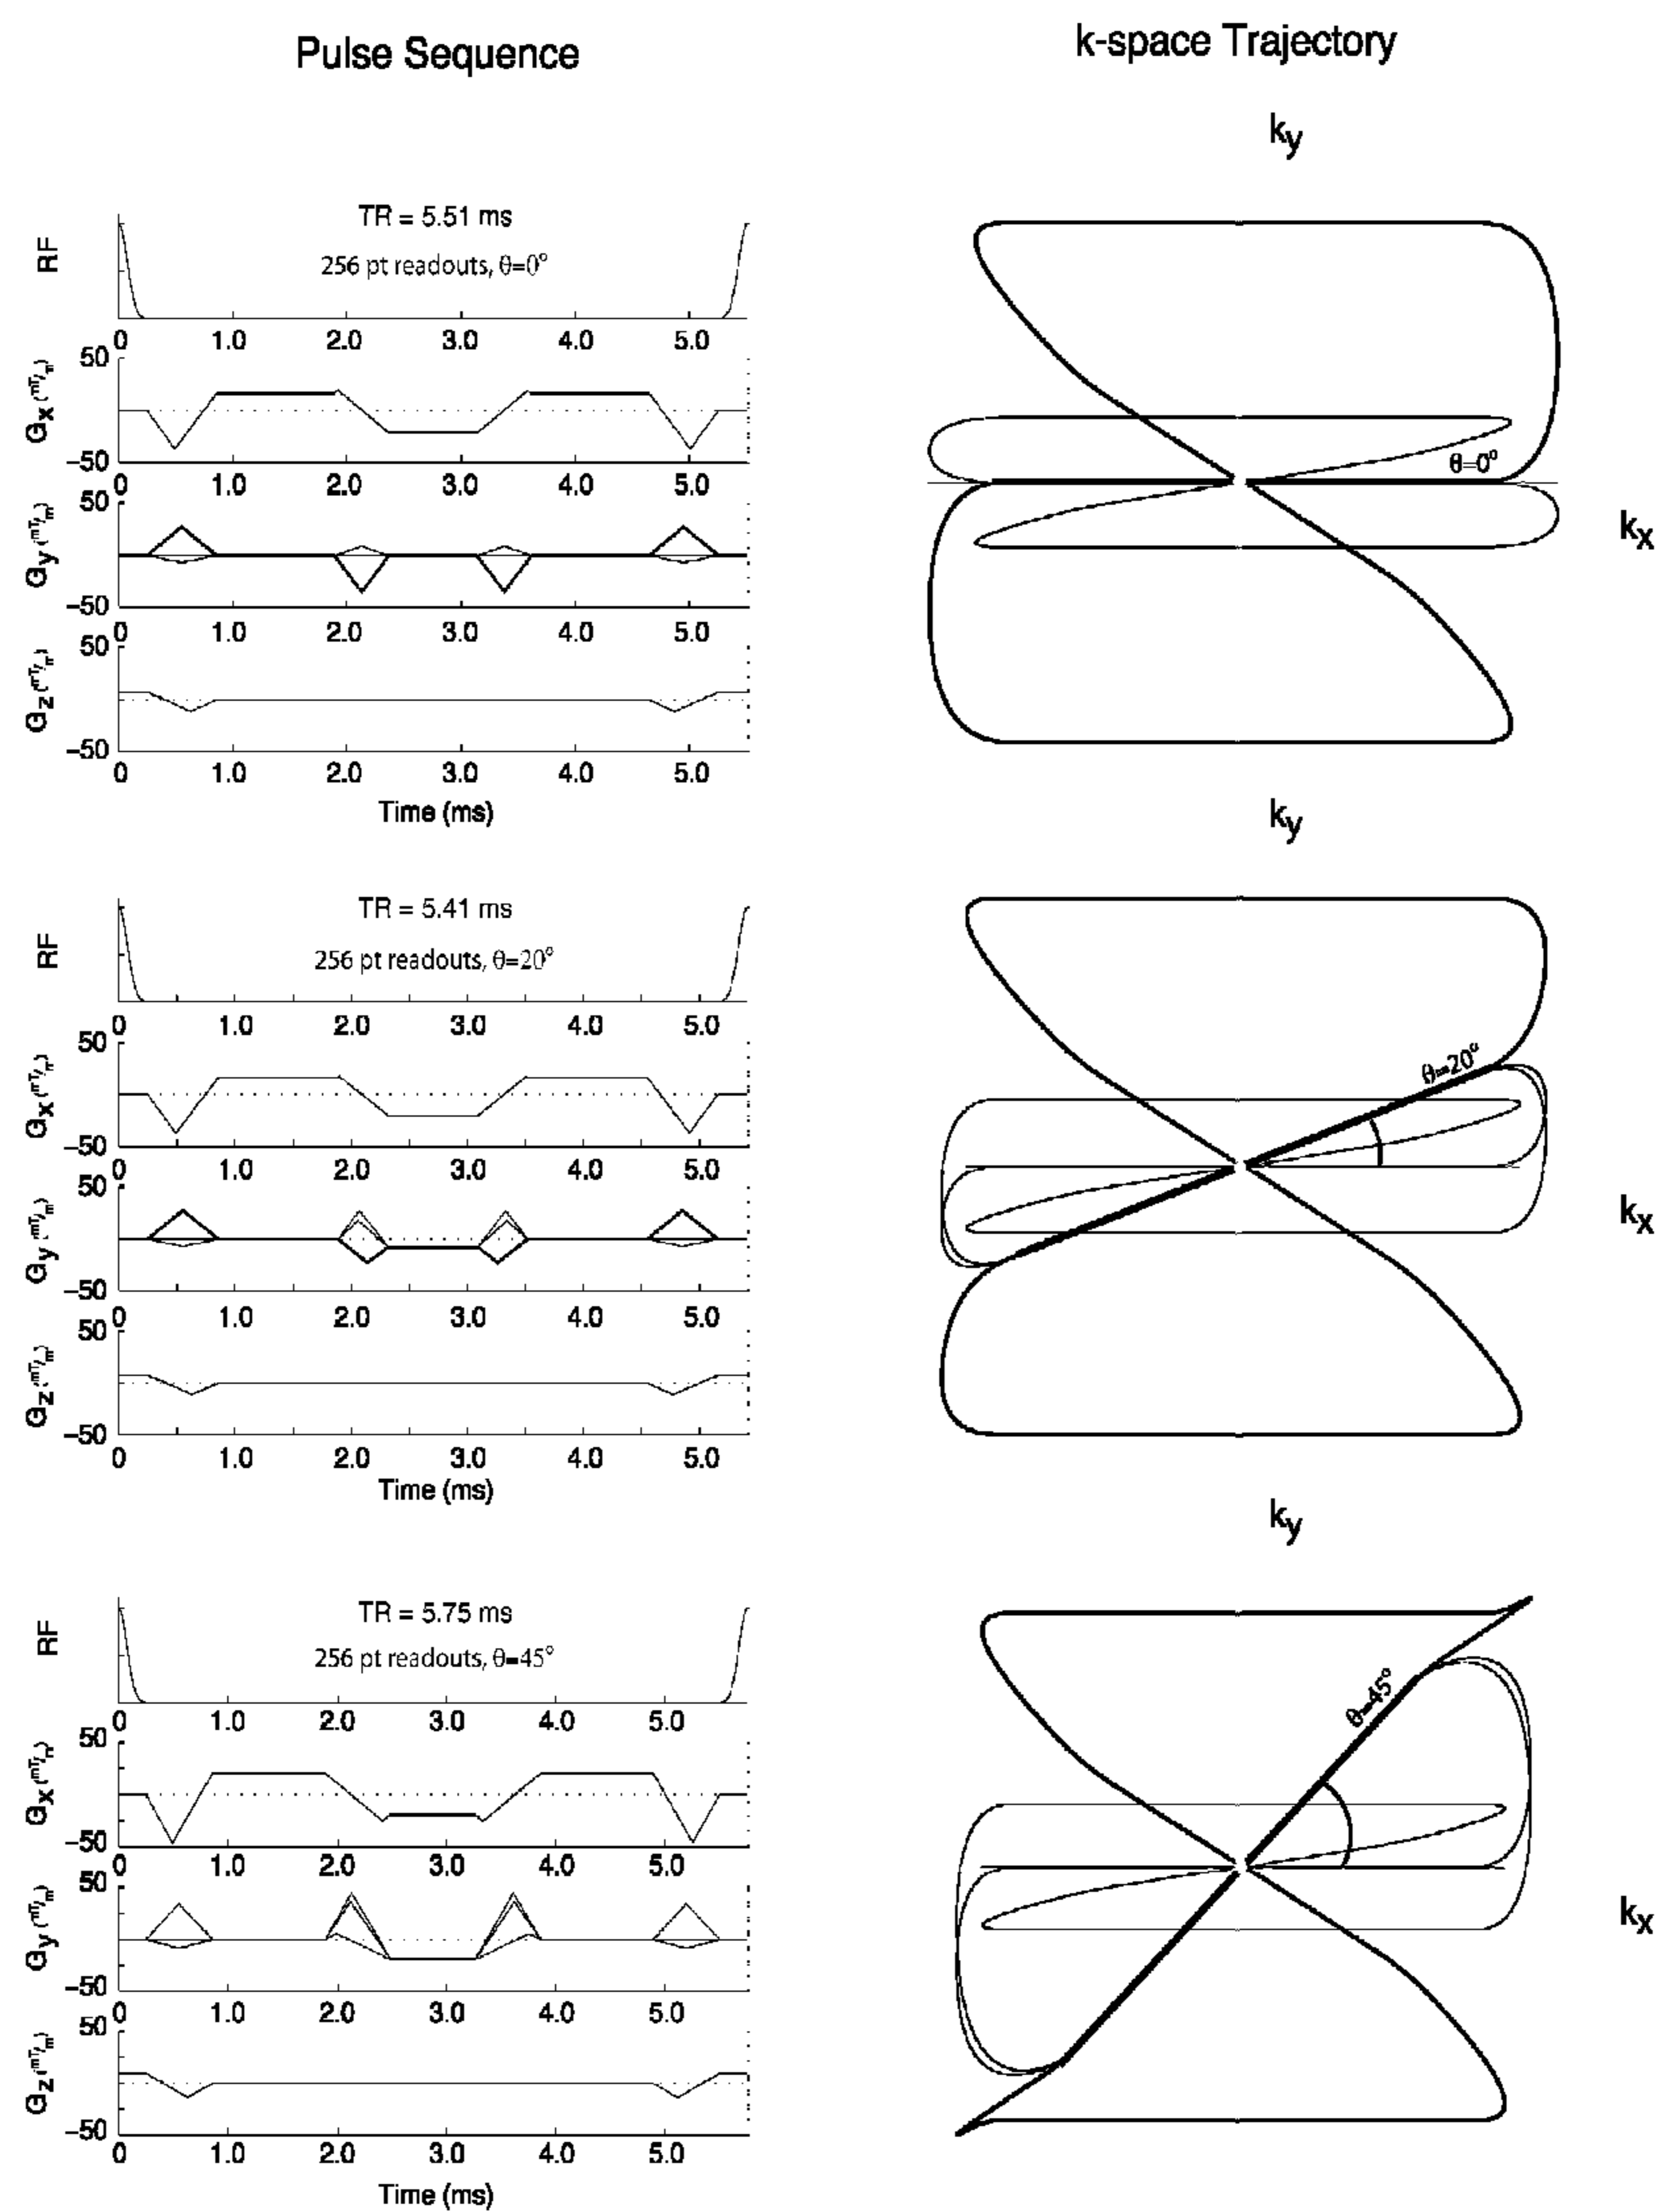 Pulse Sequence
k-space Trajectory
ky
TR = 5.51 ms
256 pt readouts, θ=0°
RF
0 1.0 2.0 3.0 4.0 5.0
50
Gx (mT/m)
−50
0 1.0 2.0 3.0 4.0 5.0
50
Gy (mT/m)
−50
0 1.0 2.0 3.0 4.0 5.0
50
Gz (mT/m)
−50
0 1.0 2.0 3.0 4.0 5.0
Time (ms)
θ=0°
kx
ky
TR = 5.41 ms
256 pt readouts, θ=20°
RF
0 1.0 2.0 3.0 4.0 5.0
50
Gx (mT/m)
−50
0 1.0 2.0 3.0 4.0 5.0
50
Gy (mT/m)
−50
0 1.0 2.0 3.0 4.0 5.0
50
Gz (mT/m)
−50
0 1.0 2.0 3.0 4.0 5.0
Time (ms)
θ=20°
kx
ky
TR = 5.75 ms
256 pt readouts, θ=45°
RF
0 1.0 2.0 3.0 4.0 5.0
50
Gx (mT/m)
−50
0 1.0 2.0 3.0 4.0 5.0
50
Gy (mT/m)
−50
0 1.0 2.0 3.0 4.0 5.0
50
Gz (mT/m)
−50
0 1.0 2.0 3.0 4.0 5.0
Time (ms)
θ=45°
kx